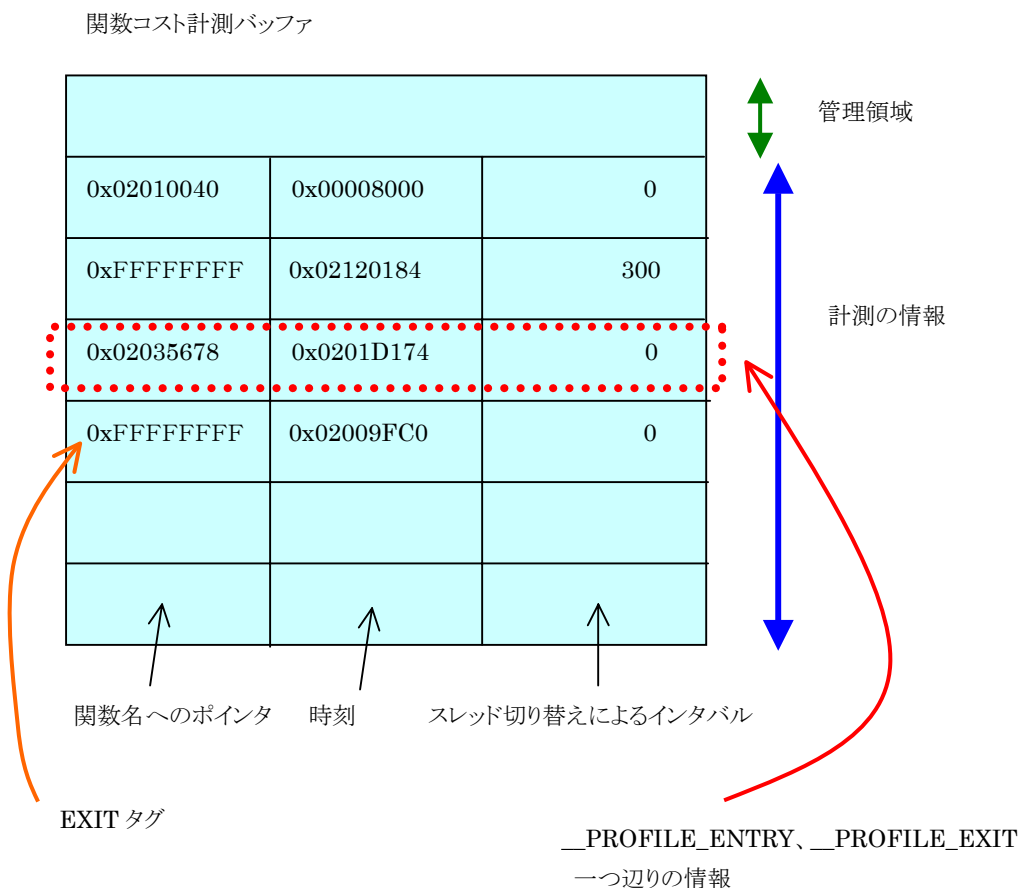 関数コスト計測バッファ
管理領域
0x02010040 0x00008000 0
0xFFFFFFFF 0x02120184 300
計測の情報
0x02035678 0x0201D174 0
0xFFFFFFFF 0x02009FC0 0
関数名へのポインタ 時刻 スレッド切り替えによるインタバル
EXIT タグ
__PROFILE_ENTRY、__PROFILE_EXIT
一つ辺りの情報